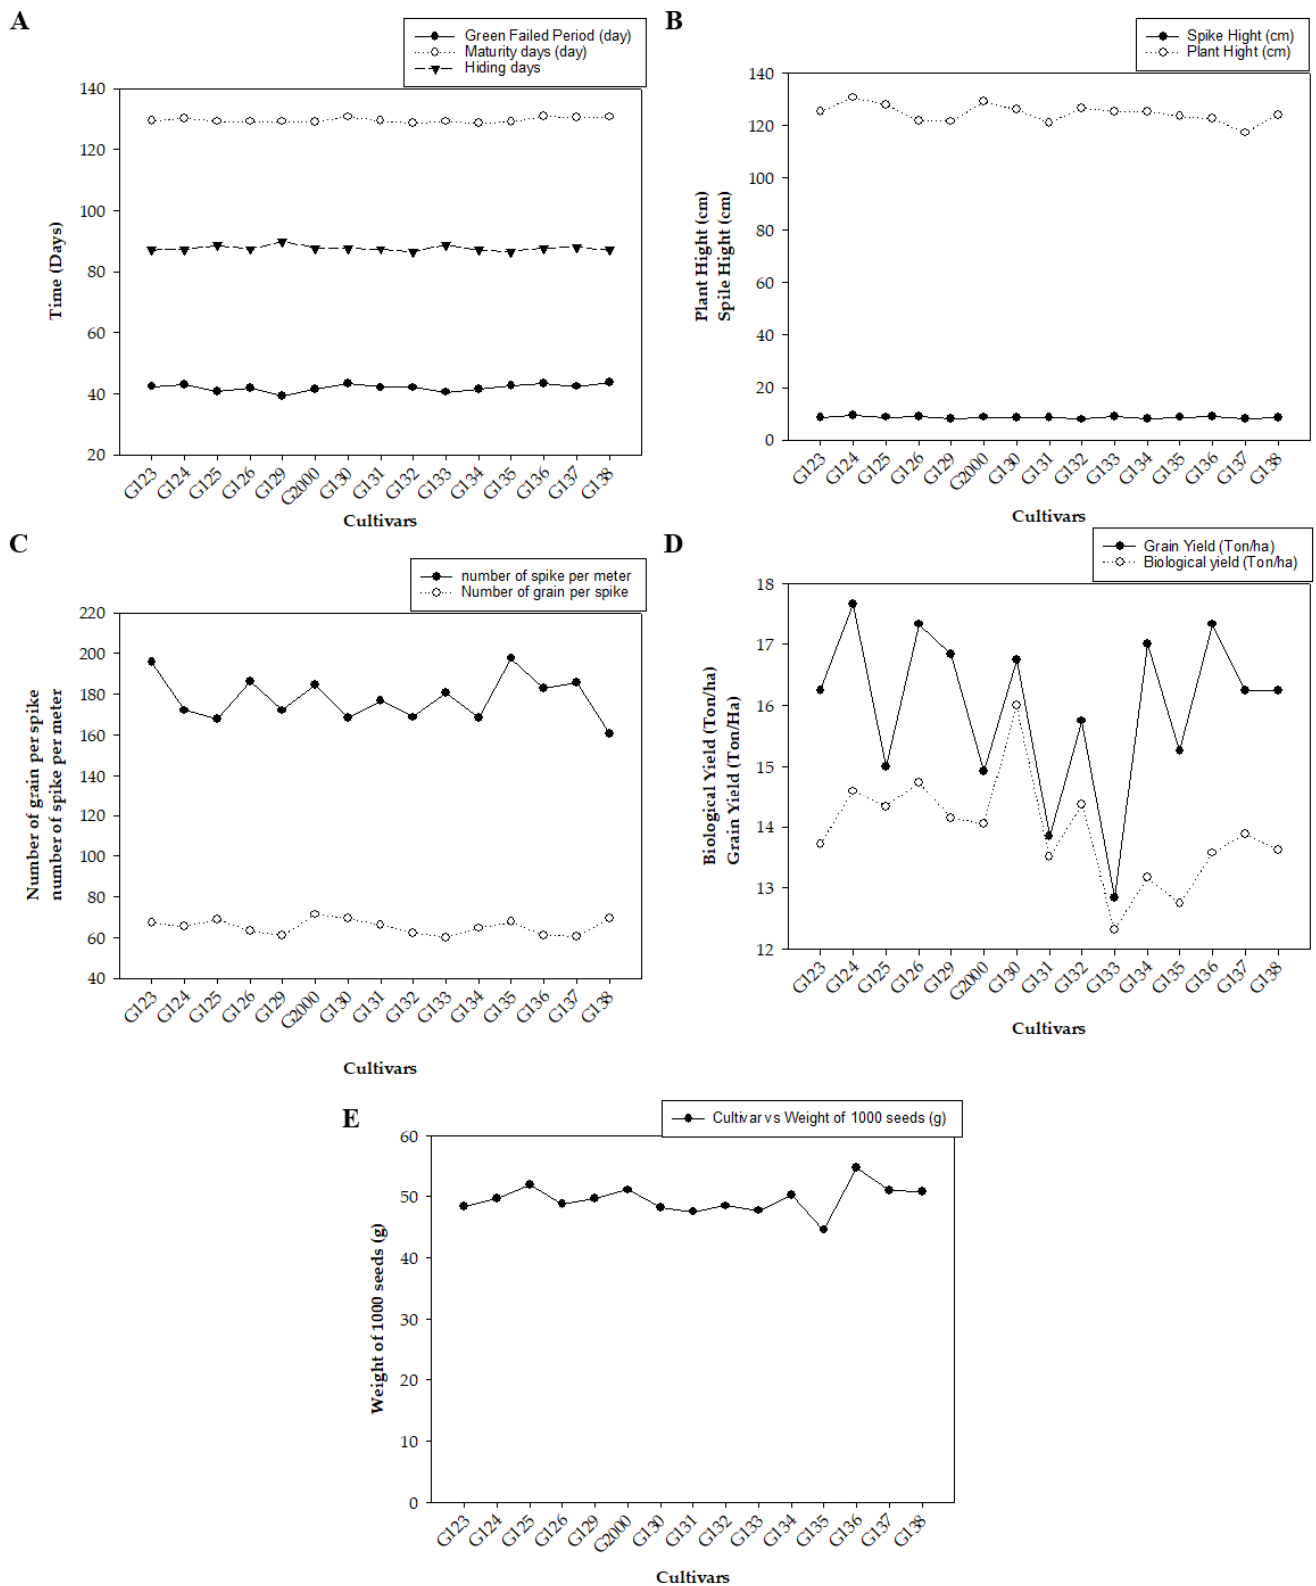 A
Green Failed Period (day)
Maturity days (day)
Hiding days
140
120
100
80
60
40
20
Time (Days)
G123
G124
G125
G126
G129
G2000
G130
G131
G132
G133
G134
G135
G136
G137
G138
Cultivars
B
Spike Hight (cm)
Plant Hight (cm)
140
120
100
80
60
40
20
0
Plant Hight (cm)
Spile Hight (cm)
G123
G124
G125
G126
G129
G2000
G130
G131
G132
G133
G134
G135
G136
G137
G138
Cultivars
C
number of spike per meter
Number of grain per spike
220
200
180
160
140
120
100
80
60
40
Number of grain per spike
number of spike per meter
G123
G124
G125
G126
G129
G2000
G130
G131
G132
G133
G134
G135
G136
G137
G138
Cultivars
D
Grain Yield (Ton/ha)
Biological yield (Ton/ha)
18
17
16
15
14
13
12
Biological Yield (Ton/ha)
Grain Yield (Ton/Ha)
G123
G124
G125
G126
G129
G2000
G130
G131
G132
G133
G134
G135
G136
G137
G138
Cultivars
E
Cultivar vs Weight of 1000 seeds (g)
60
50
40
30
20
10
0
Weight of 1000 seeds (g)
G123
G124
G125
G126
G129
G2000
G130
G131
G132
G133
G134
G135
G136
G137
G138
Cultivars